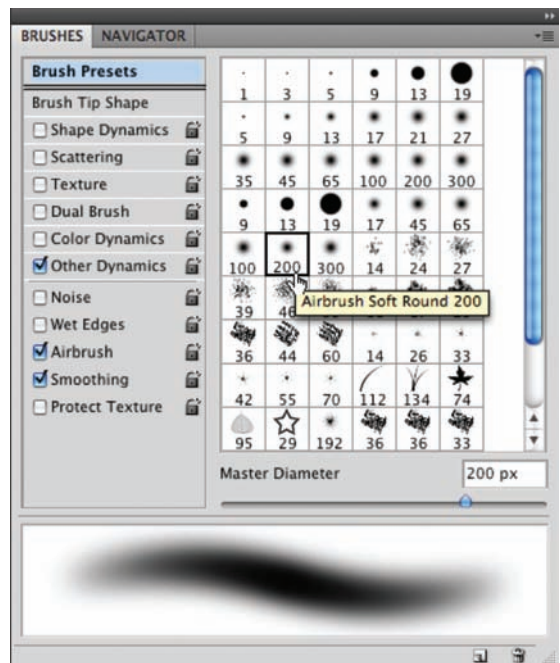 BRUSHES NAVIGATOR
Brush Presets
Brush Tip Shape
Shape Dynamics
Scattering
Texture
Dual Brush
Color Dynamics
Other Dynamics
Noise
Wet Edges
Airbrush
Smoothing
Protect Texture
1 3 5 9 13 19
5 9 13 17 21 27
35 45 65 100 200 300
9 13 19 17 45 65
100 200 300 14 24 27
39 46
Airbrush Soft Round 200
36 44 60 14 26 33
42 55 70 112 134 74
95 29 192 36 36 33
Master Diameter 200 px